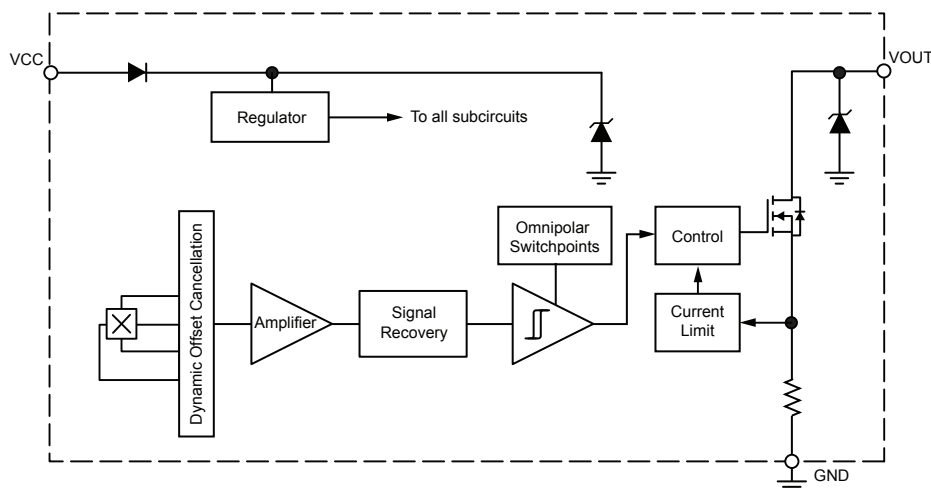 VCC
VOUT
Regulator
To all subcircuits
Omnipolar
Switchpoints
Control
Dynamic Offset Cancellation
Amplifier
Signal
Recovery
Current
Limit
GND